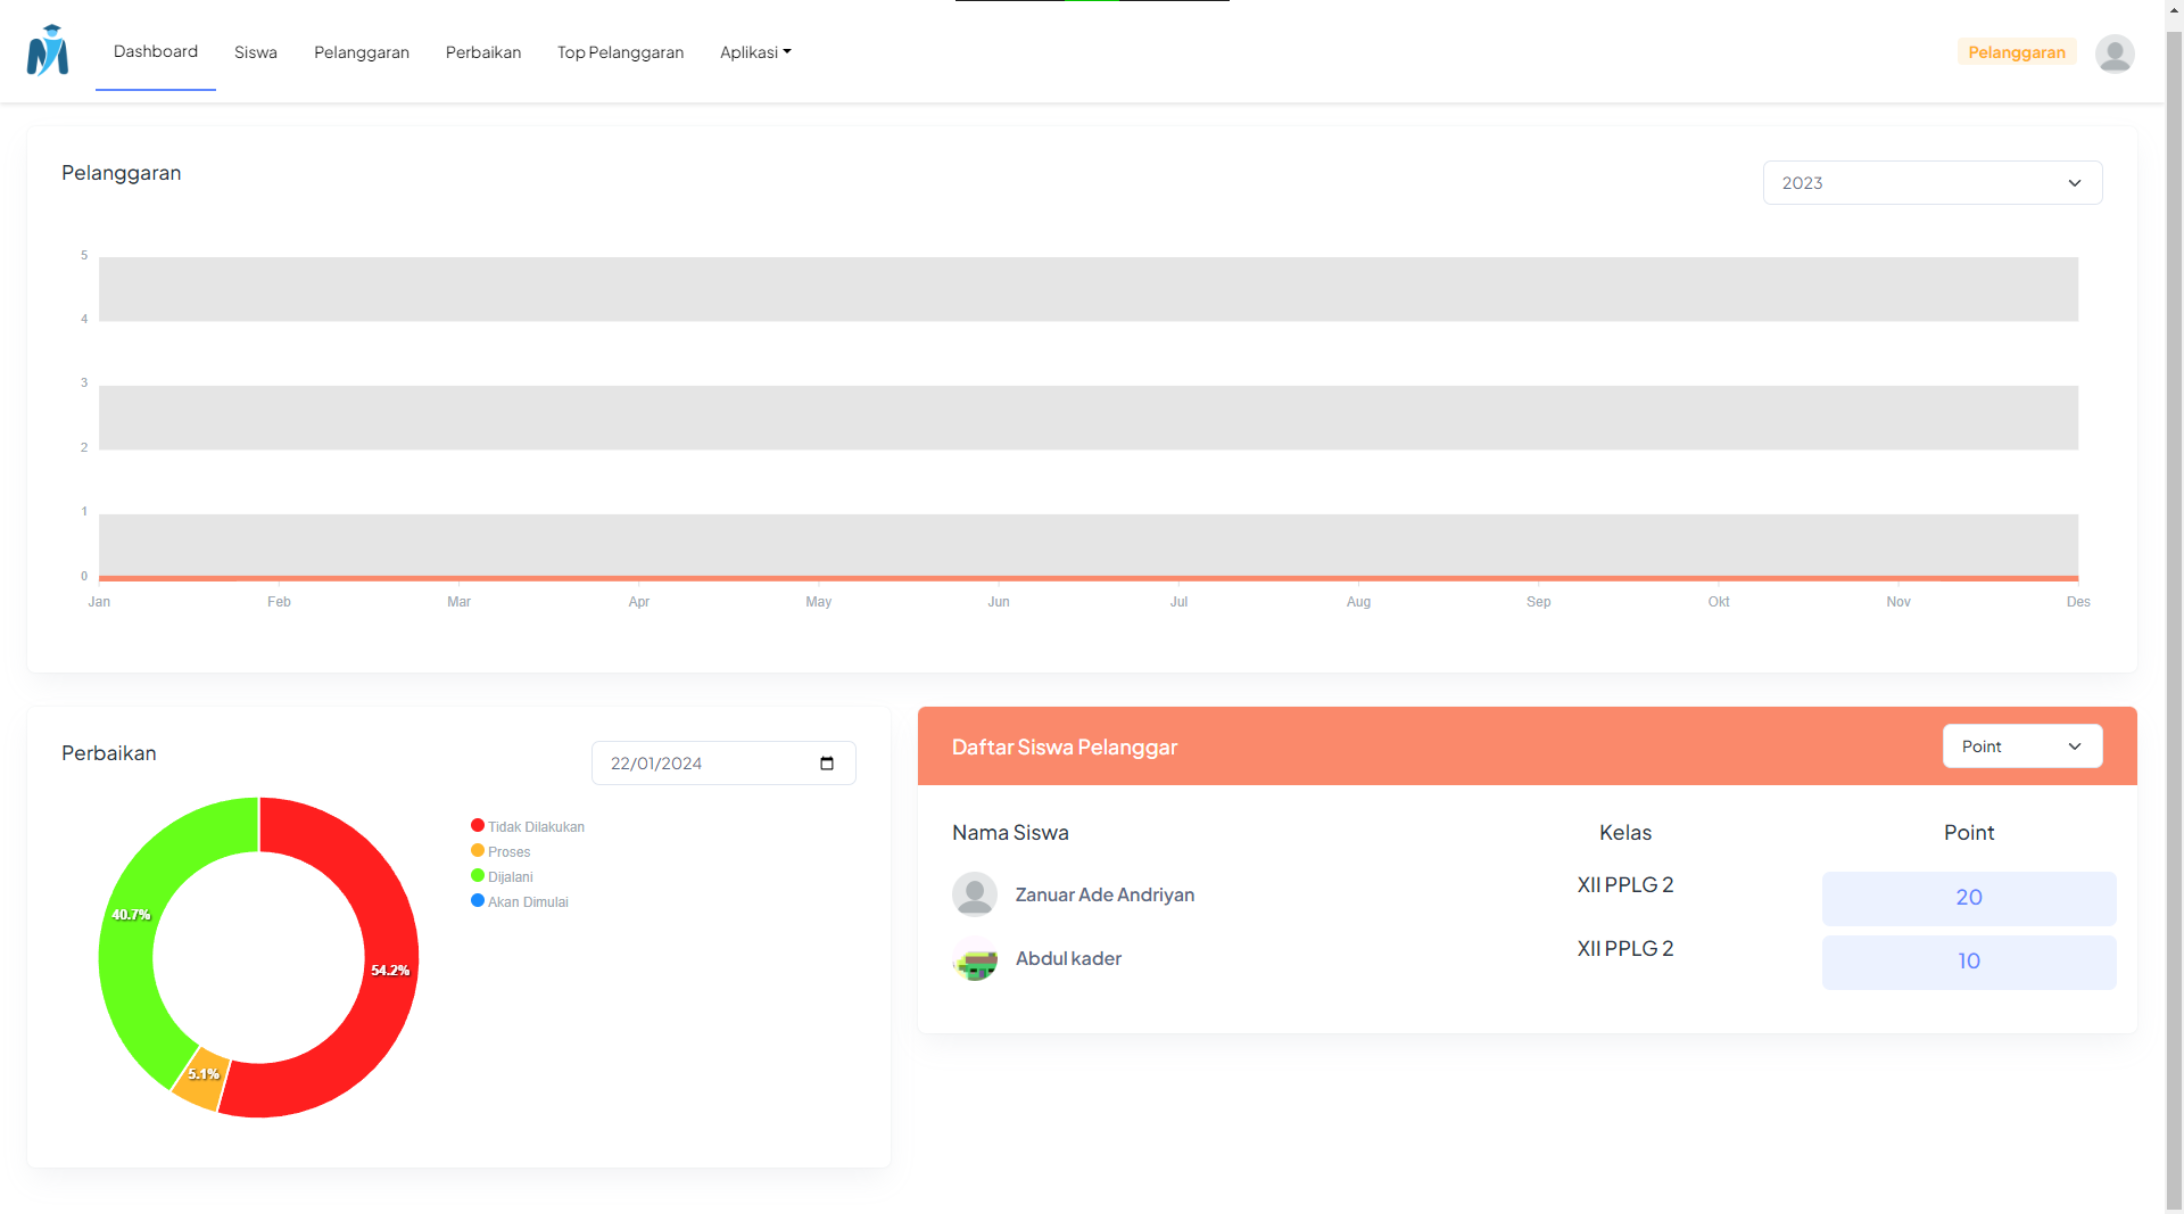 Dashboard Siswa Pelanggaran Perbaikan Top Pelanggaran Aplikasi Pelanggaran
Pelanggaran
2023
5
4
3
2
1
0
Jan Feb Mar Apr May Jun Jul Aug Sep Okt Nov Des
Perbaikan
22/01/2024
Tidak Dilakukan
Proses
Dijalani
Akan Dimulai
40.7%
54.2%
5.1%
Daftar Siswa Pelanggar
Point
Nama Siswa Kelas Point
Zanuar Ade Andriyan XII PPLG 2 20
Abdul kader XII PPLG 2 10